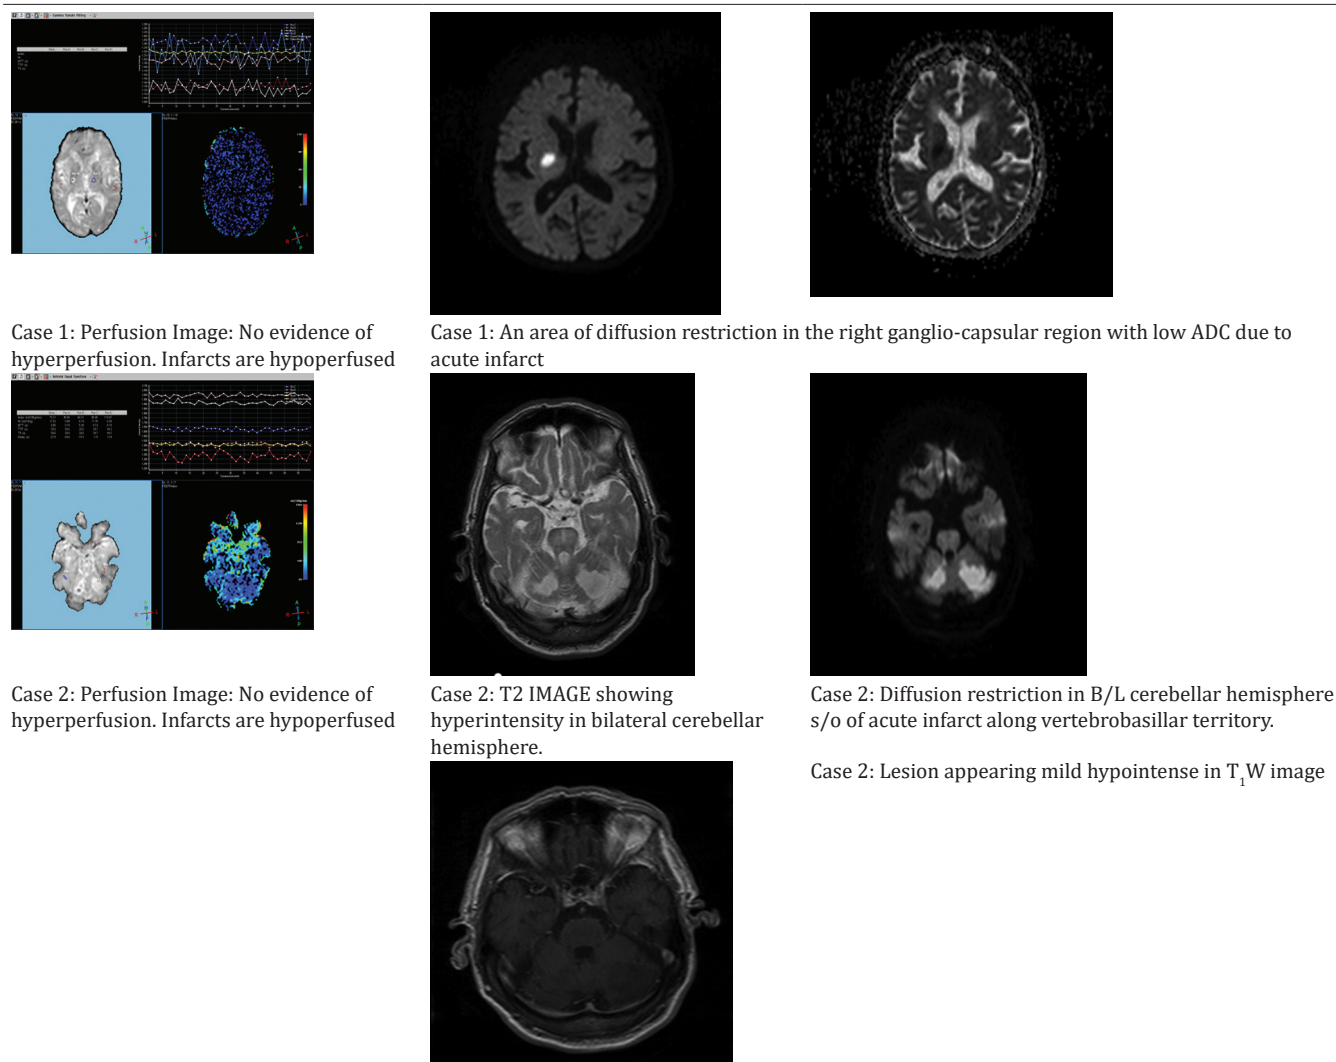 Case 1: Perfusion Image: No evidence of
hyperperfusion. Infarcts are hypoperfused
Case 1: An area of diffusion restriction in the right ganglio-capsular region with low ADC due to
acute infarct
Case 2: Perfusion Image: No evidence of
hyperperfusion. Infarcts are hypoperfused
Case 2: T2 IMAGE showing
hyperintensity in bilateral cerebellar
hemisphere.
Case 2: Diffusion restriction in B/L cerebellar hemisphere
s/o of acute infarct along vertebrobasillar territory.
Case 2: Lesion appearing mild hypointense in T₁W image